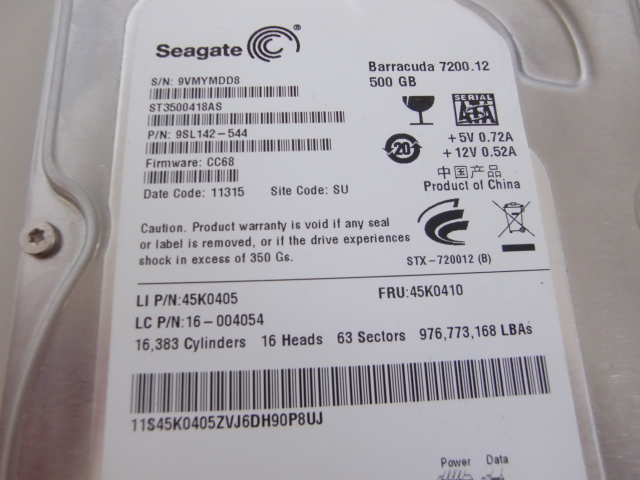 Seagate
Barracuda 7200.12
500 GB
S/N: 9VMYMDD8
ST3500418AS
P/N: 9SL142-544
Firmware: CC68
Date Code: 11315 Site Code: SU
SERIAL
ATA
20
+5V 0.72A
+12V 0.52A
中国产品
Product of China
Caution. Product warranty is void if any seal
or label is removed, or if the drive experiences
shock in excess of 350 Gs.
STX-720012 (B)
LI P/N:45K0405 FRU:45K0410
LC P/N:16-004054
16,383 Cylinders 16 Heads 63 Sectors 976,773,168 LBAs
11S45K0405ZVJ6DH90P8UJ
Power Data